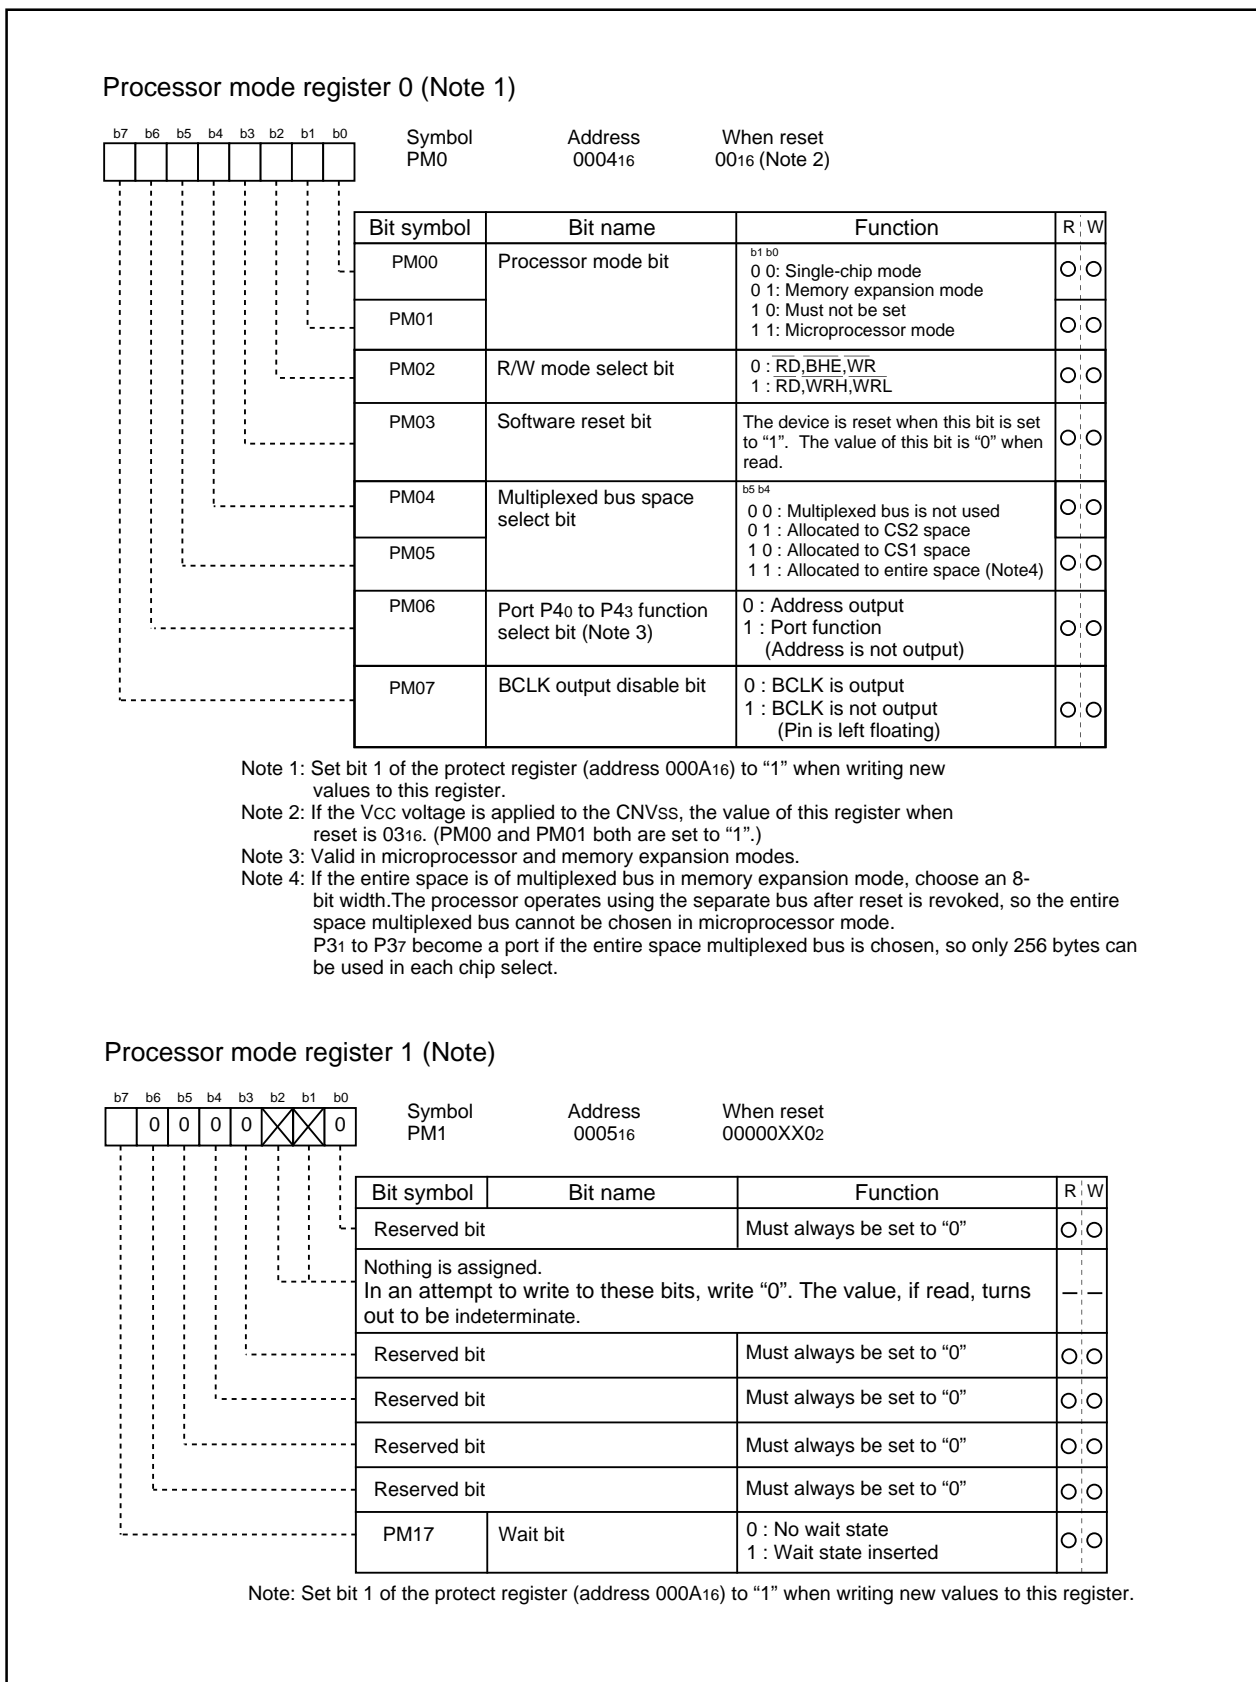 Processor mode register 0 (Note 1)
b7 b6 b5 b4 b3 b2 b1 b0
Symbol Address When reset
PM0 000416 0016 (Note 2)
Bit symbol Bit name Function R W
PM00 Processor mode bit b1 b0
0 0: Single-chip mode
0 1: Memory expansion mode
PM01 1 0: Must not be set
1 1: Microprocessor mode
PM02 R/W mode select bit 0 : RD,BHE,WR
1 : RD,WRH,WRL
PM03 Software reset bit The device is reset when this bit is set
to “1”. The value of this bit is “0” when
read.
PM04 Multiplexed bus space b5 b4
select bit 0 0 : Multiplexed bus is not used
0 1 : Allocated to CS2 space
PM05 1 0 : Allocated to CS1 space
1 1 : Allocated to entire space (Note4)
PM06 Port P40 to P43 function 0 : Address output
select bit (Note 3) 1 : Port function
(Address is not output)
PM07 BCLK output disable bit 0 : BCLK is output
1 : BCLK is not output
(Pin is left floating)
Note 1: Set bit 1 of the protect register (address 000A16) to “1” when writing new
values to this register.
Note 2: If the VCC voltage is applied to the CNVSS, the value of this register when
reset is 0316. (PM00 and PM01 both are set to “1”.)
Note 3: Valid in microprocessor and memory expansion modes.
Note 4: If the entire space is of multiplexed bus in memory expansion mode, choose an 8-
bit width.The processor operates using the separate bus after reset is revoked, so the entire
space multiplexed bus cannot be chosen in microprocessor mode.
P31 to P37 become a port if the entire space multiplexed bus is chosen, so only 256 bytes can
be used in each chip select.
Processor mode register 1 (Note)
b7 b6 b5 b4 b3 b2 b1 b0
0 0 0 0 0
Symbol Address When reset
PM1 000516 00000XX02
Bit symbol Bit name Function R W
Reserved bit Must always be set to “0”
Nothing is assigned.
In an attempt to write to these bits, write “0”. The value, if read, turns
out to be indeterminate.
Reserved bit Must always be set to “0”
Reserved bit Must always be set to “0”
Reserved bit Must always be set to “0”
Reserved bit Must always be set to “0”
PM17 Wait bit 0 : No wait state
1 : Wait state inserted
Note: Set bit 1 of the protect register (address 000A16) to “1” when writing new values to this register.